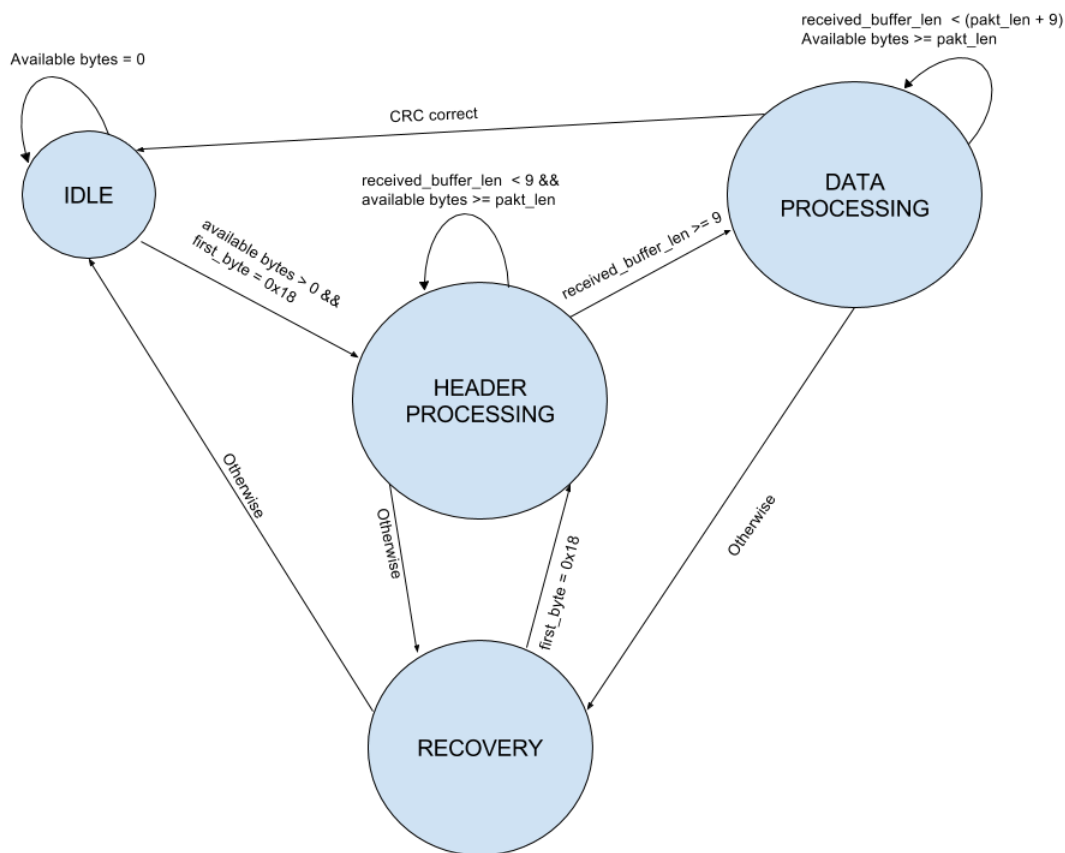 received_buffer_len < (pakt_len + 9)
Available bytes >= pakt_len
Available bytes = 0
CRC correct
IDLE
received_buffer_len < 9 &&
available bytes >= pakt_len
DATA
PROCESSING
available bytes > 0 &&
first_byte = 0x18
received_buffer_len >= 9
HEADER
PROCESSING
Otherwise
Otherwise
Otherwise
first_byte = 0x18
RECOVERY